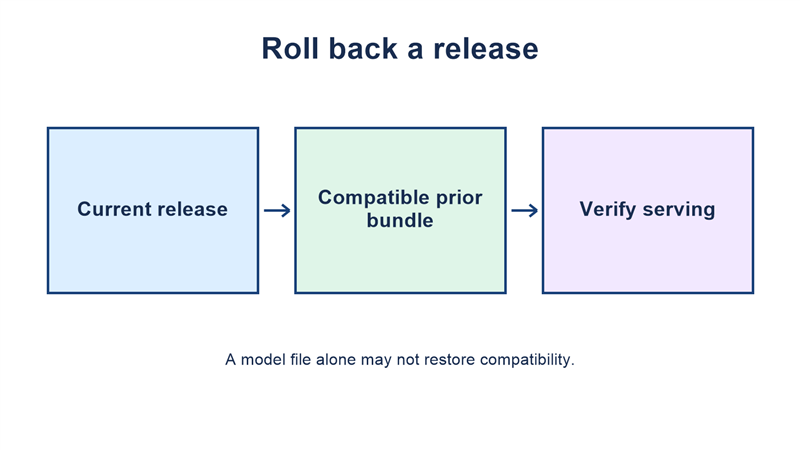 Roll back a release
Current release
Compatible prior
bundle
Verify serving
A model file alone may not restore compatibility.